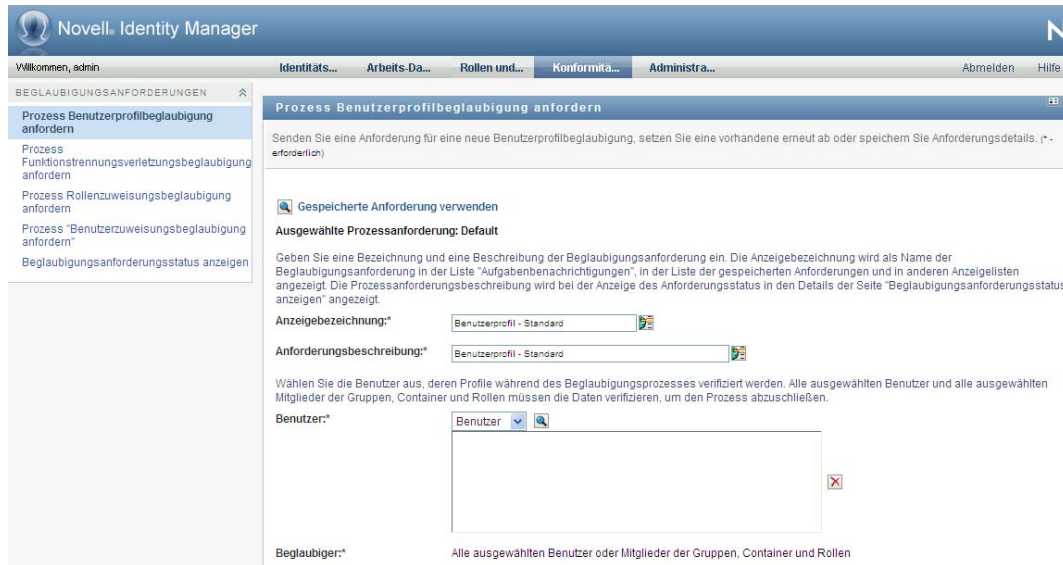 Novell® Identity Manager
N
Willkommen, admin
Identitäts... Arbeits-Da... Rollen und... Konformitä... Administra... Abmelden Hilfe
BEGLAUBIGUNGSANFORDERUNGEN
Prozess Benutzerprofilbeglaubigung
anfordern
Prozess
Funktionstrennungsverletzungsbeglaubigung
anfordern
Prozess Rollenzuweisungsbeglaubigung
anfordern
Prozess "Benutzerzuweisungsbeglaubigung
anfordern"
Beglaubigungsanforderungsstatus anzeigen
Prozess Benutzerprofilbeglaubigung anfordern
Senden Sie eine Anforderung für eine neue Benutzerprofilbeglaubigung, setzen Sie eine vorhandene erneut ab oder speichern Sie Anforderungsdetails. (* -
erforderlich)
Gespeicherte Anforderung verwenden
Ausgewählte Prozessanforderung: Default
Geben Sie eine Bezeichnung und eine Beschreibung der Beglaubigungsanforderung ein. Die Anzeigebezeichnung wird als Name der
Beglaubigungsanforderung in der Liste "Aufgabenbenachrichtigungen", in der Liste der gespeicherten Anforderungen und in anderen Anzeigelisten
angezeigt. Die Prozessanforderungsbeschreibung wird bei der Anzeige des Anforderungsstatus in den Details der Seite "Beglaubigungsanforderungsstatus
anzeigen" angezeigt.
Anzeigebezeichnung:* Benutzerprofil - Standard
Anforderungsbeschreibung:* Benutzerprofil - Standard
Wählen Sie die Benutzer aus, deren Profile während des Beglaubigungsprozesses verifiziert werden. Alle ausgewählten Benutzer und alle ausgewählten
Mitglieder der Gruppen, Container und Rollen müssen die Daten verifizieren, um den Prozess abzuschließen.
Benutzer:* Benutzer
Beglaubiger:* Alle ausgewählten Benutzer oder Mitglieder der Gruppen, Container und Rollen